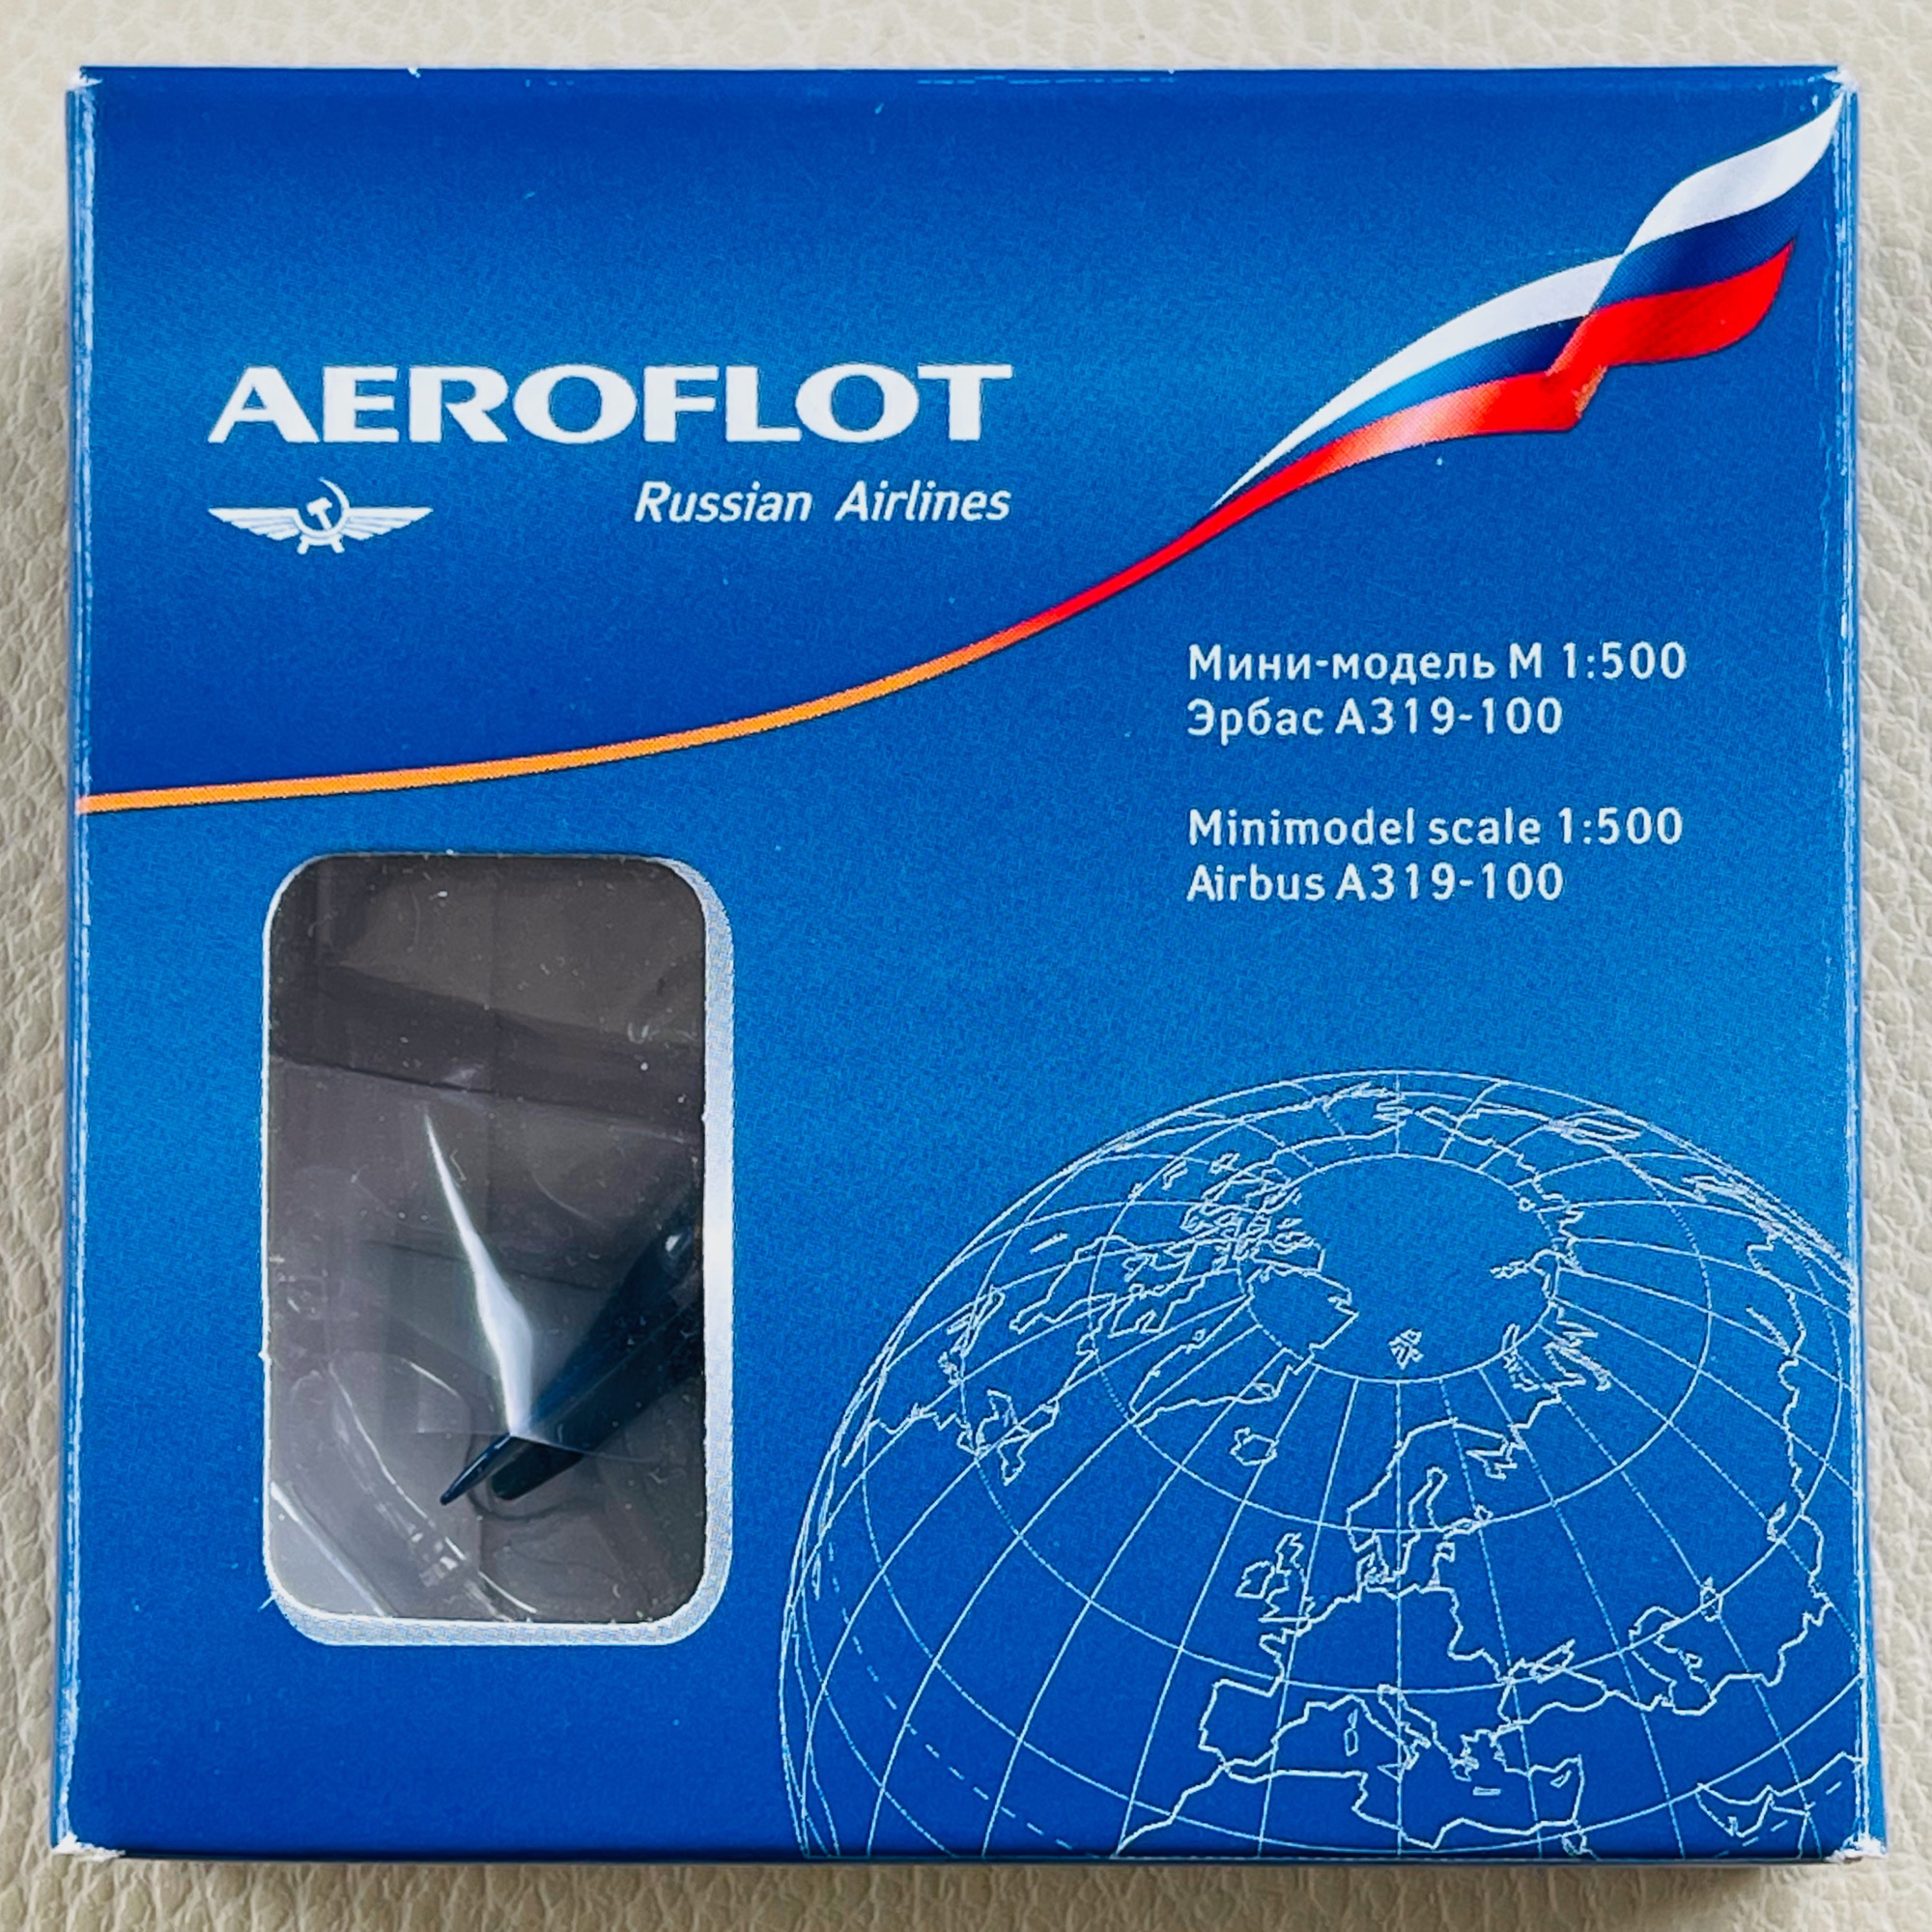 AEROFLOT
Russian Airlines
Мини-модель М 1:500
Эрбас А319-100
Minimodel scale 1:500
Airbus A319-100